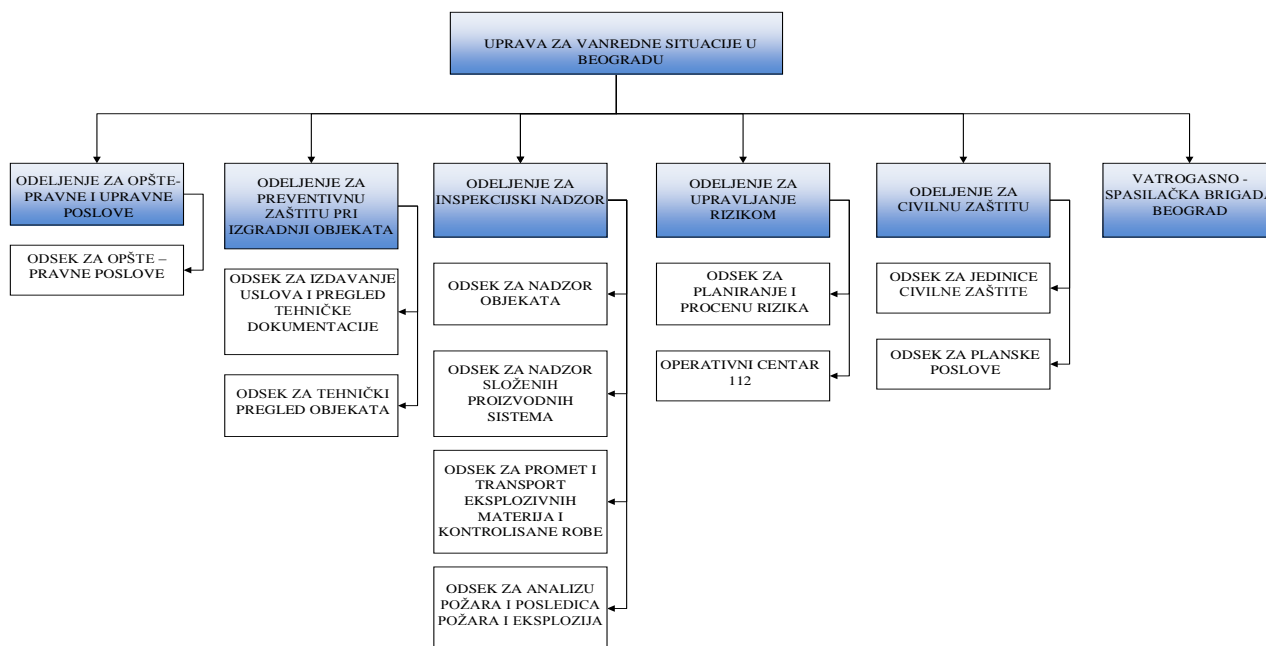 UPRAVA ZA VANREDNE SITUACIJE U
BEOGRADU
ODELJENJE ZA OPŠTE-
PRAVNE I UPRAVNE
POSLOVE
ODSEK ZA OPŠTE –
PRAVNE POSLOVE
ODELJENJE ZA
PREVENTIVNU
ZAŠTITU PRI
IZGRADNJI OBJEKATA
ODSEK ZA IZDAVANJE
USLOVA I PREGLED
TEHNIČKE
DOKUMENTACIJE
ODSEK ZA TEHNIČKI
PREGLED OBJEKATA
ODELJENJE ZA
INSPEKCIJSKI NADZOR
ODSEK ZA NADZOR
OBJEKATA
ODSEK ZA NADZOR
SLOŽENIH
PROIZVODNIH
SISTEMA
ODSEK ZA PROMET I
TRANSPORT
EKSPLOZIVNIH
MATERIJA I
KONTROLISANE ROBE
ODSEK ZA ANALIZU
POŽARA I POSLEDICA
POŽARA I EKSPLOZIJA
ODELJENJE ZA
UPRAVLJANJE
RIZIKOM
ODSEK ZA
PLANIRANJE I
PROCENU RIZIKA
OPERATIVNI CENTAR
112
ODELJENJE ZA
CIVILNU ZAŠTITU
ODSEK ZA JEDINICE
CIVILNE ZAŠTITE
ODSEK ZA PLANSKE
POSLOVE
VATROGASNO -
SPASILAČKA BRIGADA
BEOGRAD